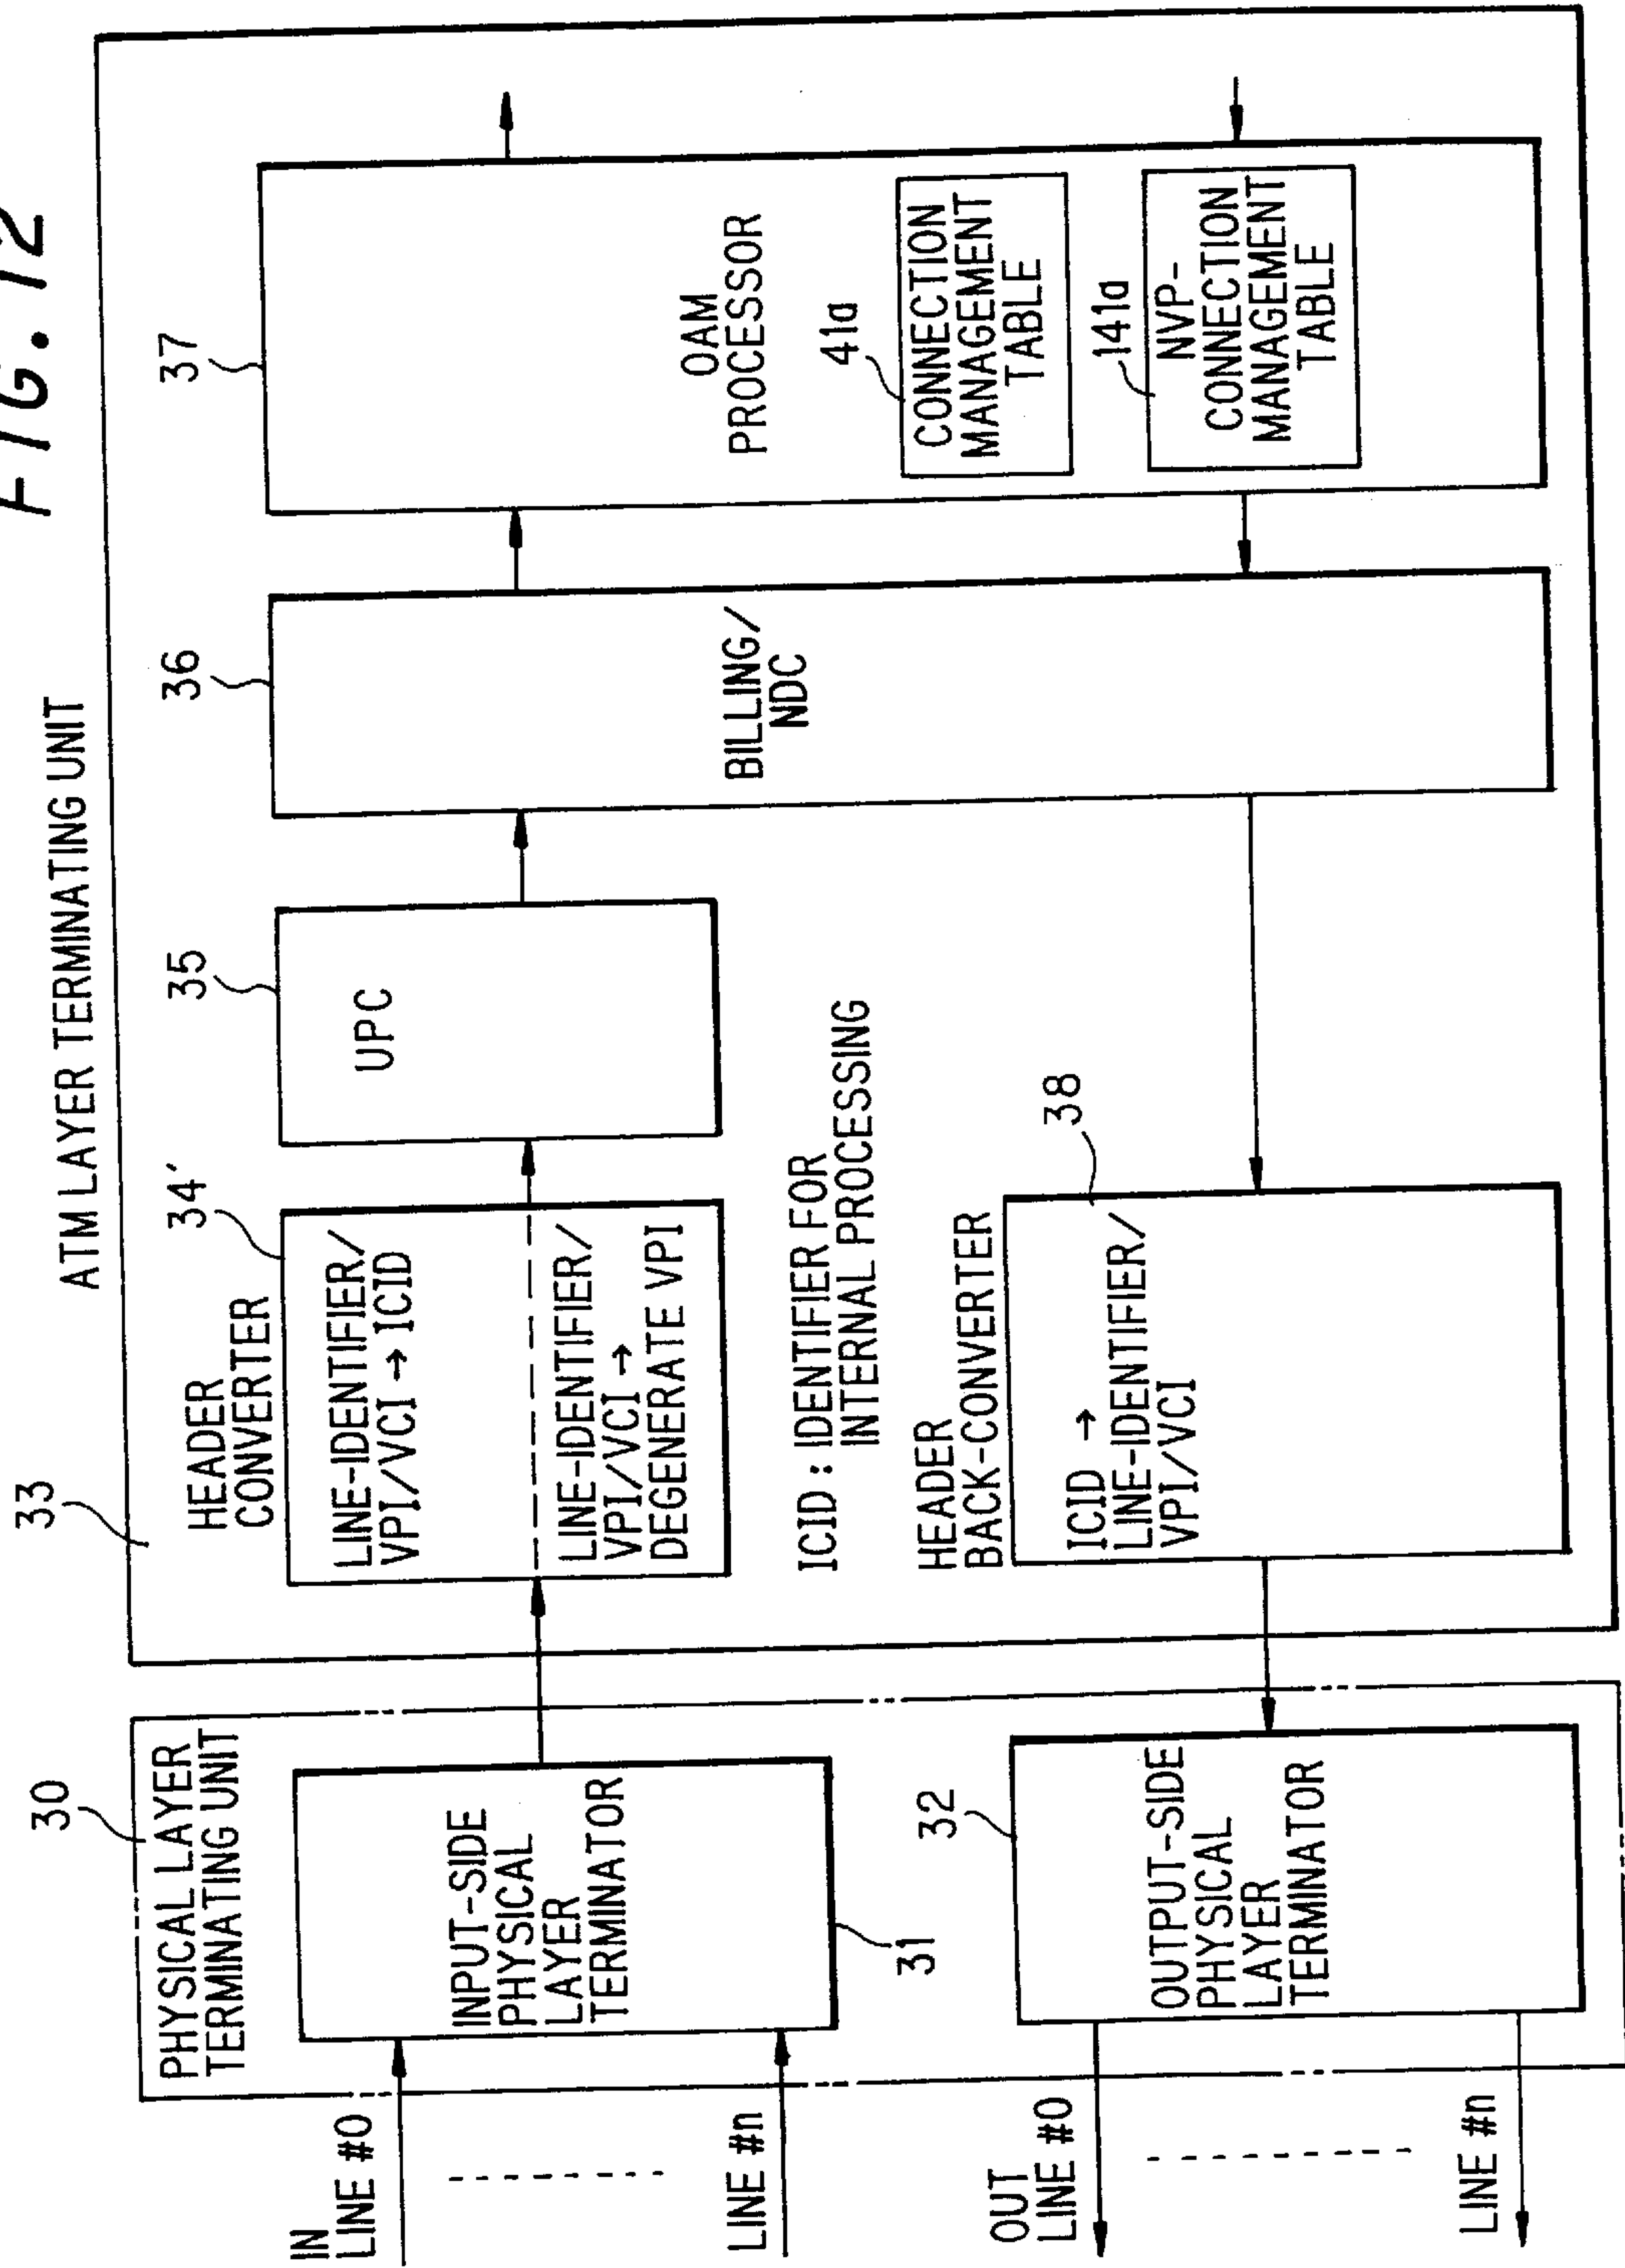 FIG. 12
ATM LAYER TERMINATING UNIT
33
30
PHYSICAL LAYER
TERMINATING UNIT
IN
LINE #0
LINE #n
INPUT-SIDE
PHYSICAL
LAYER
TERMINATOR
31
HEADER
CONVERTER
34'
LINE-IDENTIFIER/
VPI/VCI → ICID
LINE-IDENTIFIER/
VPI/VCI →
DEGENERATE VPI
35
UPC
36
BILLING/
NDC
37
OAM
PROCESSOR
41a
CONNECTION
MANAGEMENT
TABLE
141a
NVP-
CONNECTION
MANAGEMENT
TABLE
ICID : IDENTIFIER FOR
INTERNAL PROCESSING
HEADER
BACK-CONVERTER
38
ICID →
LINE-IDENTIFIER/
VPI/VCI
32
OUTPUT-SIDE
PHYSICAL
LAYER
TERMINATOR
OUT
LINE #0
LINE #n